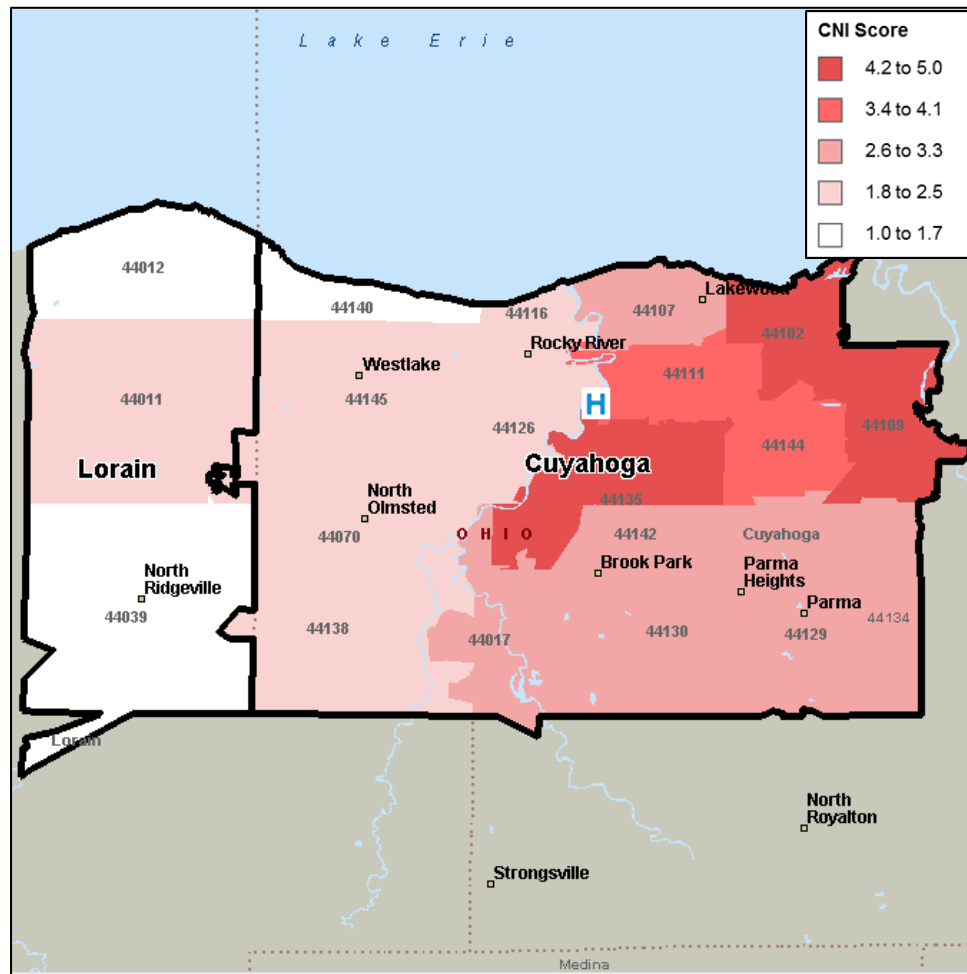 Lake Erie
CNI Score
4.2 to 5.0
3.4 to 4.1
2.6 to 3.3
1.8 to 2.5
1.0 to 1.7
44012
44140
44116
44107
Lakewood
44102
Rocky River
Westlake
44111
44011
44145
44126
H
44109
44144
Lorain
Cuyahoga
44135
North
Olmsted
44070
OHIO
44142
Cuyahoga
Brook Park
Parma
Heights
North
Ridgeville
44039
Parma
44138
44017
44130
44129
44134
Lorain
North
Royalton
Strongsville
Medina